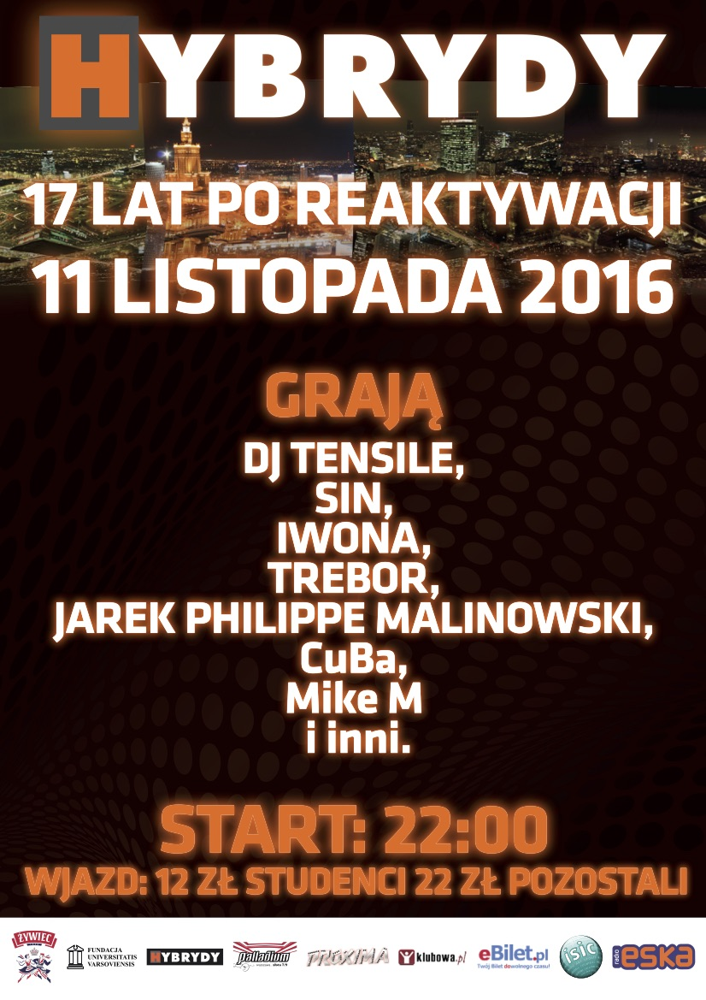 HYBRYDY
17 LAT PO REAKTYWACJI
11 LISTOPADA 2016
GRAJĄ
DJ TENSILE,
SIN,
IWONA,
TREBOR,
JAREK PHILIPPE MALINOWSKI,
CuBa,
Mike M
i inni.
START: 22:00
WJAZD: 12 ZŁ STUDENCI 22 ZŁ POZOSTALI
ŻYWIEC
FUNDACJA
UNIVERSITATIS
VARSOVIENSIS
HYBRYDY
palladium
PROXIMA
klubowa.pl
eBilet.pl
Twój Bilet dowolnego czasu!
isic
radio ESKA